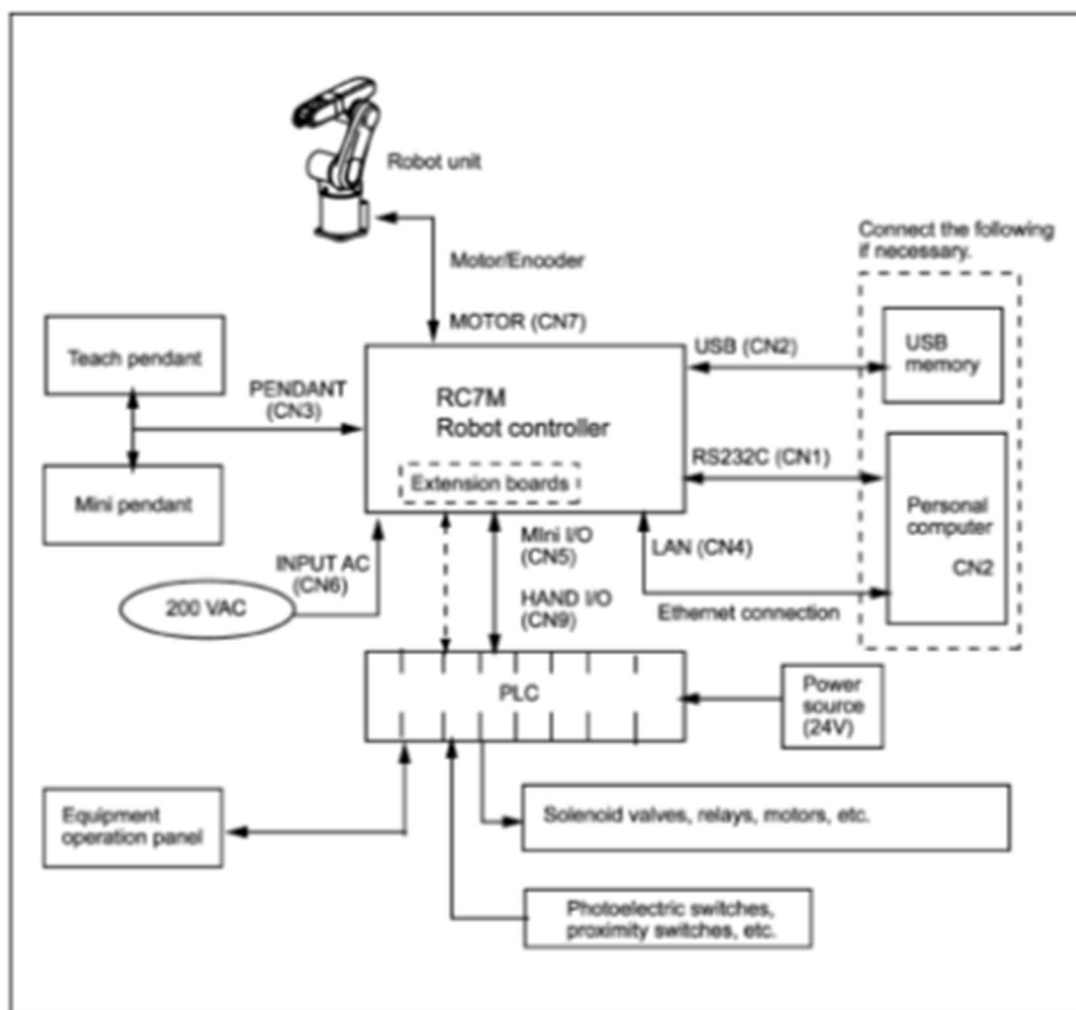 Robot unit
Connect the following
if necessary.
Motor/Encoder
MOTOR (CN7)
USB (CN2)
USB
memory
Teach pendant
PENDANT
(CN3)
RC7M
Robot controller
RS232C (CN1)
Extension boards
Mini pendant
Personal
computer
CN2
MIni I/O
(CN5)
LAN (CN4)
INPUT AC
(CN6)
HAND I/O
(CN9)
200 VAC
Ethernet connection
PLC
Power
source
(24V)
Equipment
operation panel
Solenoid valves, relays, motors, etc.
Photoelectric switches,
proximity switches, etc.